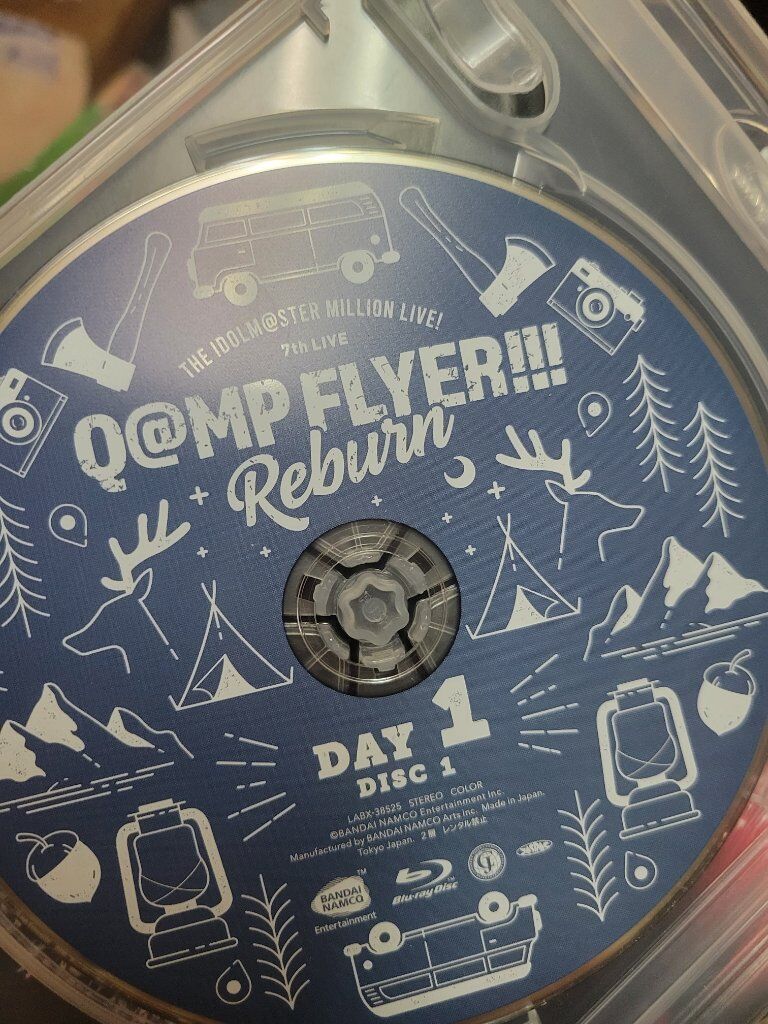 THE IDOLM@STER MILLION LIVE!
7th LIVE
Q@MP FLYER!!!
Reburn
DAY 1
DISC 1
LABX-38525 STEREO COLOR
©BANDAI NAMCO Entertainment Inc.
Manufactured by BANDAI NAMCO Arts Inc. Made in Japan.
Tokyo Japan. 2層 レンタル禁止
BANDAI
NAMCO
Entertainment
TM
Blu-ray Disc